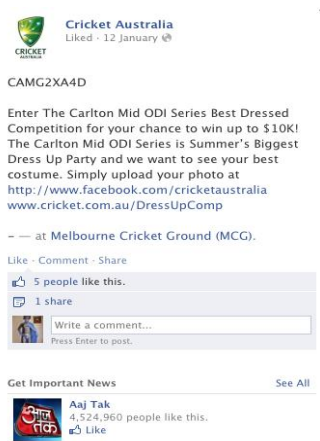 Cricket Australia
Liked · 12 January
CRICKET
AUSTRALIA
CAMG2XA4D
Enter The Carlton Mid ODI Series Best Dressed
Competition for your chance to win up to $10K!
The Carlton Mid ODI Series is Summer's Biggest
Dress Up Party and we want to see your best
costume. Simply upload your photo at
http://www.facebook.com/cricketaustralia
www.cricket.com.au/DressUpComp
– — at Melbourne Cricket Ground (MCG).
Like · Comment · Share
5 people like this.
1 share
Write a comment...
Press Enter to post.
Get Important News See All
आज तक
Aaj Tak
4,524,960 people like this.
Like